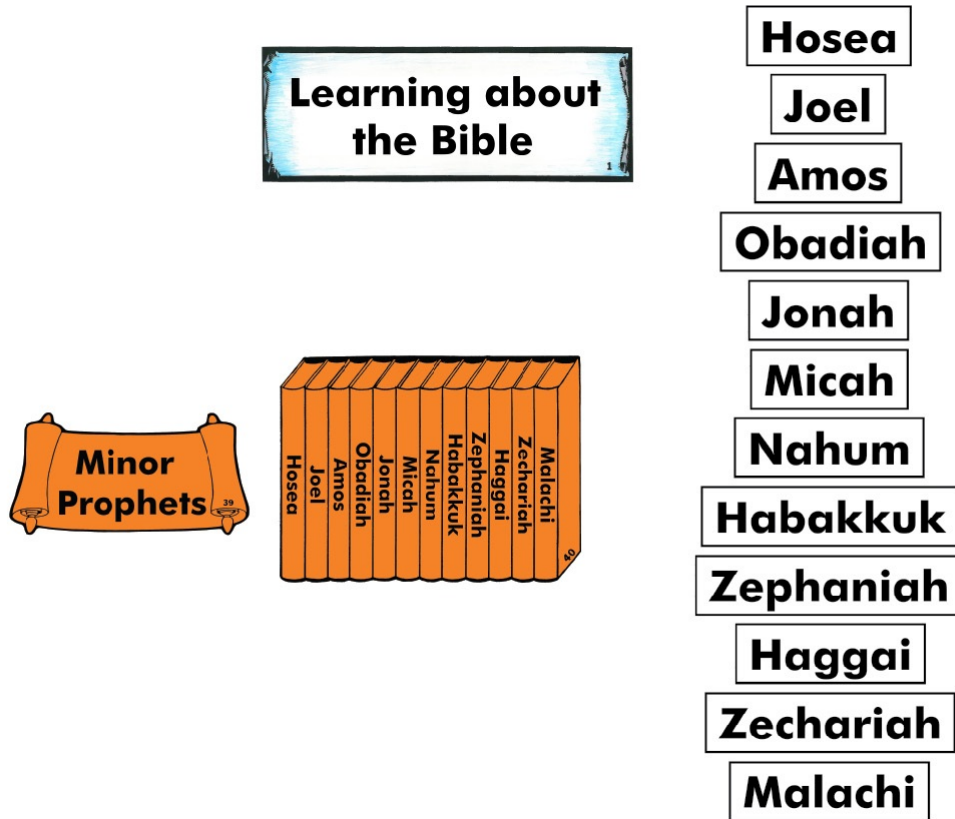 Learning about
the Bible
1
Minor
Prophets
39
Hosea
Joel
Amos
Obadiah
Jonah
Micah
Nahum
Habakkuk
Zephaniah
Haggai
Zechariah
Malachi
40
Hosea
Joel
Amos
Obadiah
Jonah
Micah
Nahum
Habakkuk
Zephaniah
Haggai
Zechariah
Malachi